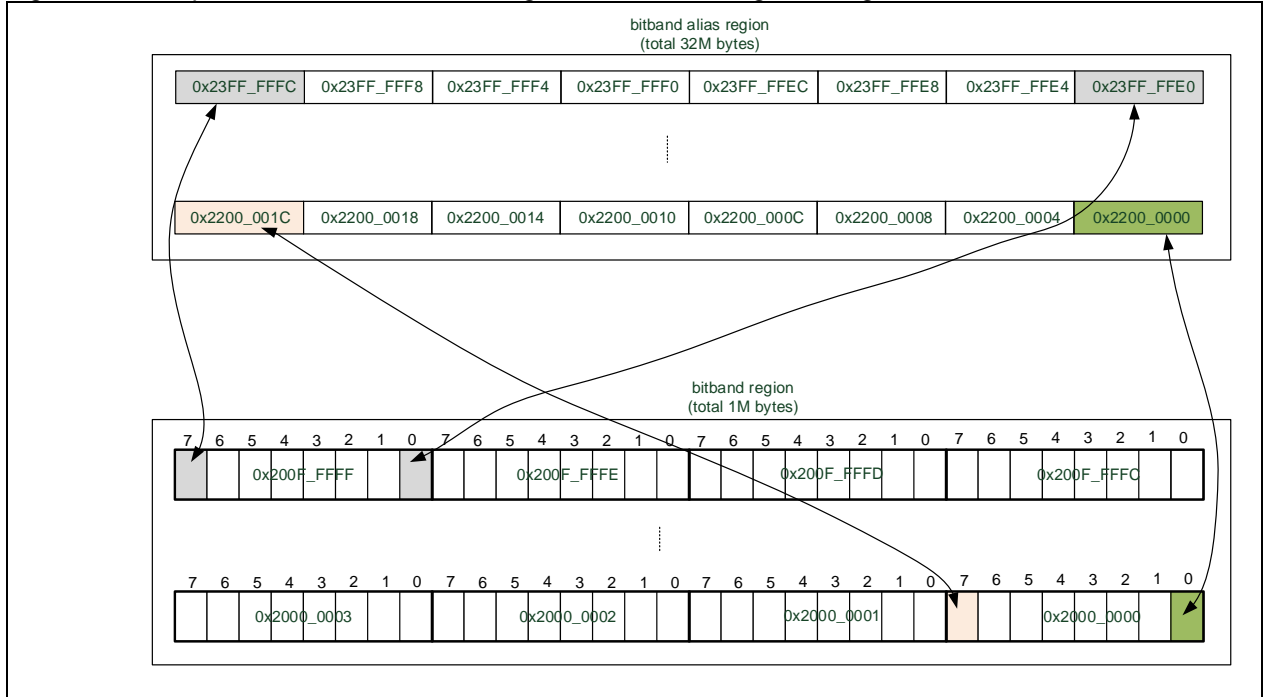 bitband alias region
(total 32M bytes)
0x23FF_FFFC 0x23FF_FFF8 0x23FF_FFF4 0x23FF_FFF0 0x23FF_FFEC 0x23FF_FFE8 0x23FF_FFE4 0x23FF_FFE0
0x2200_001C 0x2200_0018 0x2200_0014 0x2200_0010 0x2200_000C 0x2200_0008 0x2200_0004 0x2200_0000
bitband region
(total 1M bytes)
7 6 5 4 3 2 1 0 7 6 5 4 3 2 1 0 7 6 5 4 3 2 1 0 7 6 5 4 3 2 1 0
0x200F_FFFF 0x200F_FFFE 0x200F_FFFD 0x200F_FFFC
7 6 5 4 3 2 1 0 7 6 5 4 3 2 1 0 7 6 5 4 3 2 1 0 7 6 5 4 3 2 1 0
0x2000_0003 0x2000_0002 0x2000_0001 0x2000_0000